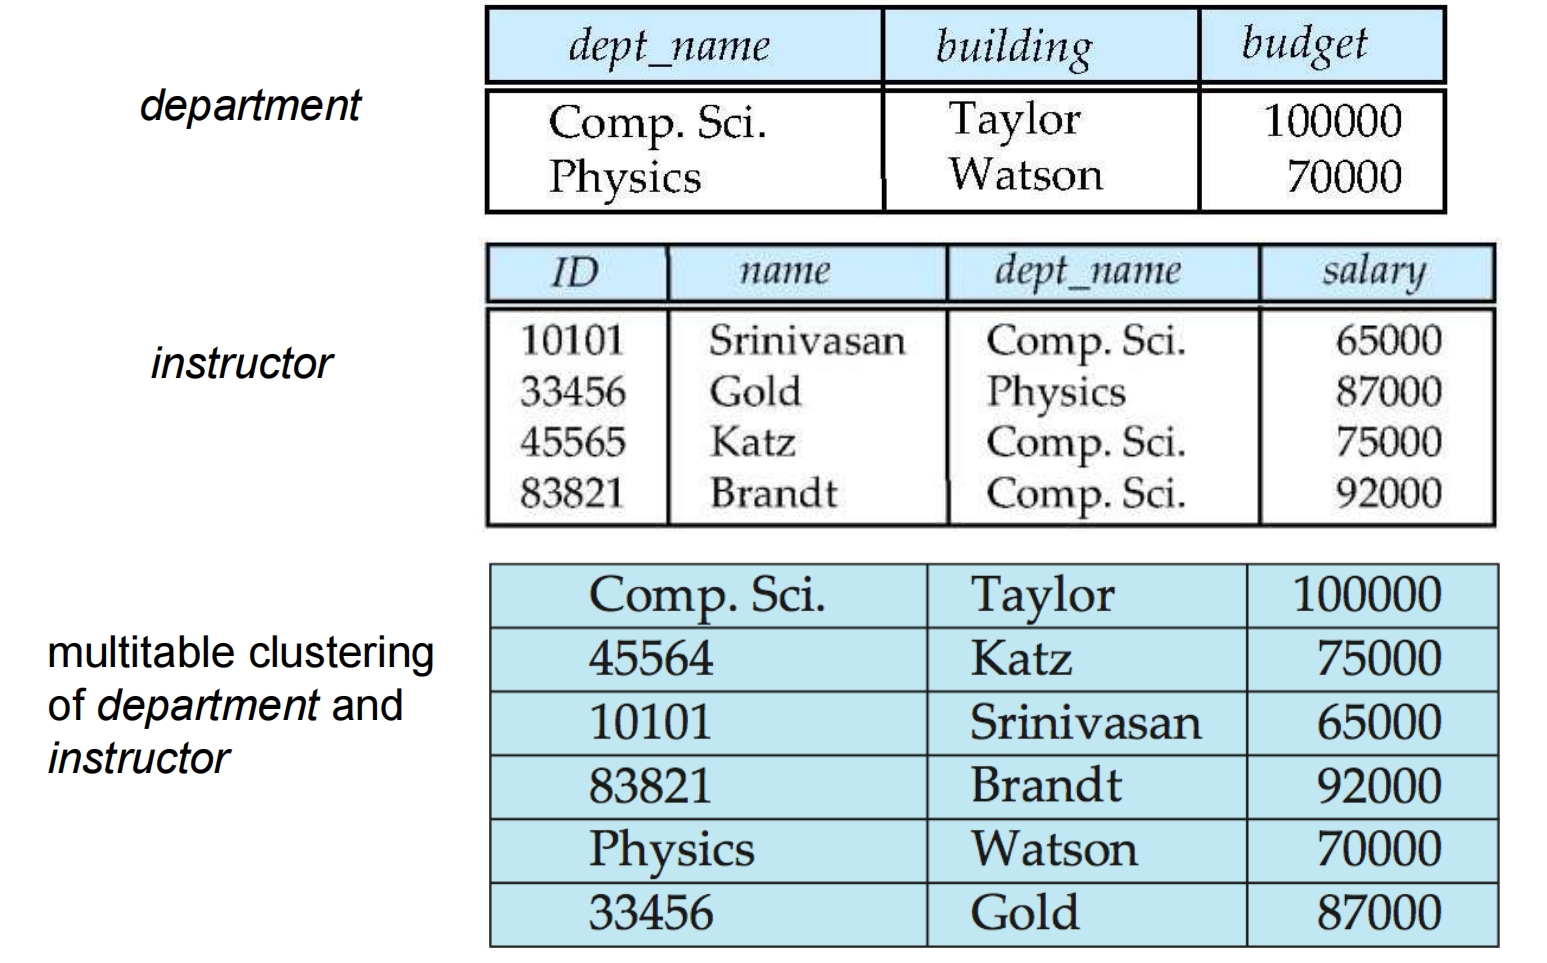 dept_name building budget
department
Comp. Sci. Taylor 100000
Physics Watson 70000
ID name dept_name salary
instructor
10101 Srinivasan Comp. Sci. 65000
33456 Gold Physics 87000
45565 Katz Comp. Sci. 75000
83821 Brandt Comp. Sci. 92000
multitable clustering
of department and
instructor
Comp. Sci. Taylor 100000
45564 Katz 75000
10101 Srinivasan 65000
83821 Brandt 92000
Physics Watson 70000
33456 Gold 87000